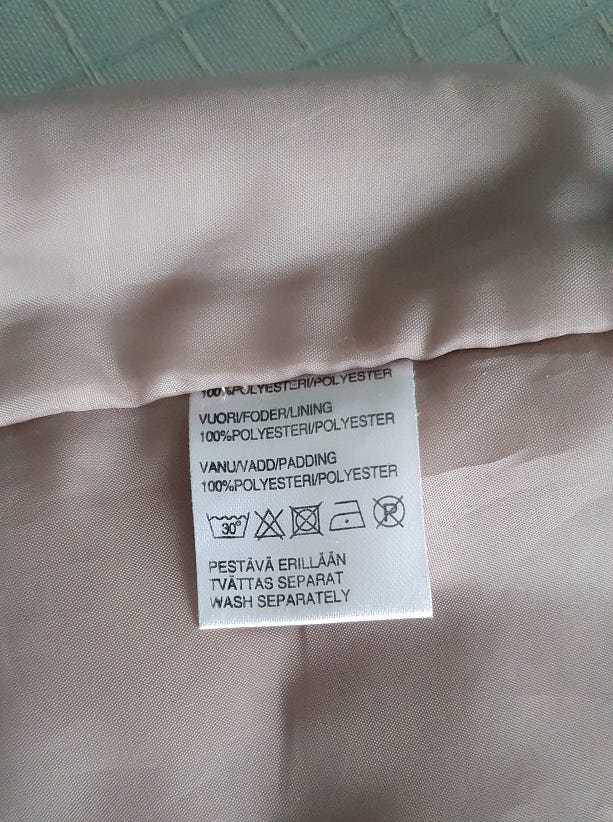 100%POLYESTERI/POLYESTER
VUORI/FODER/LINING
100%POLYESTERI/POLYESTER
VANU/VADD/PADDING
100%POLYESTERI/POLYESTER
30° P
PESTÄVÄ ERILLÄÄN
TVÄTTAS SEPARAT
WASH SEPARATELY